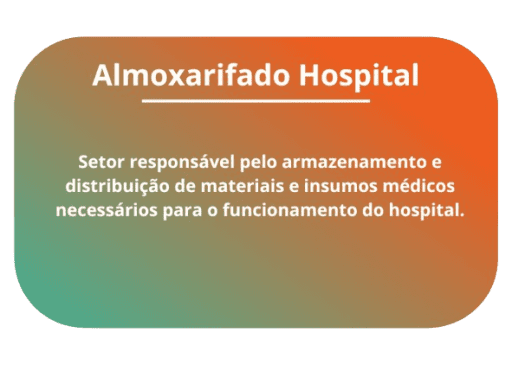 Almoxarifado Hospital
Setor responsável pelo armazenamento e
distribuição de materiais e insumos médicos
necessários para o funcionamento do hospital.